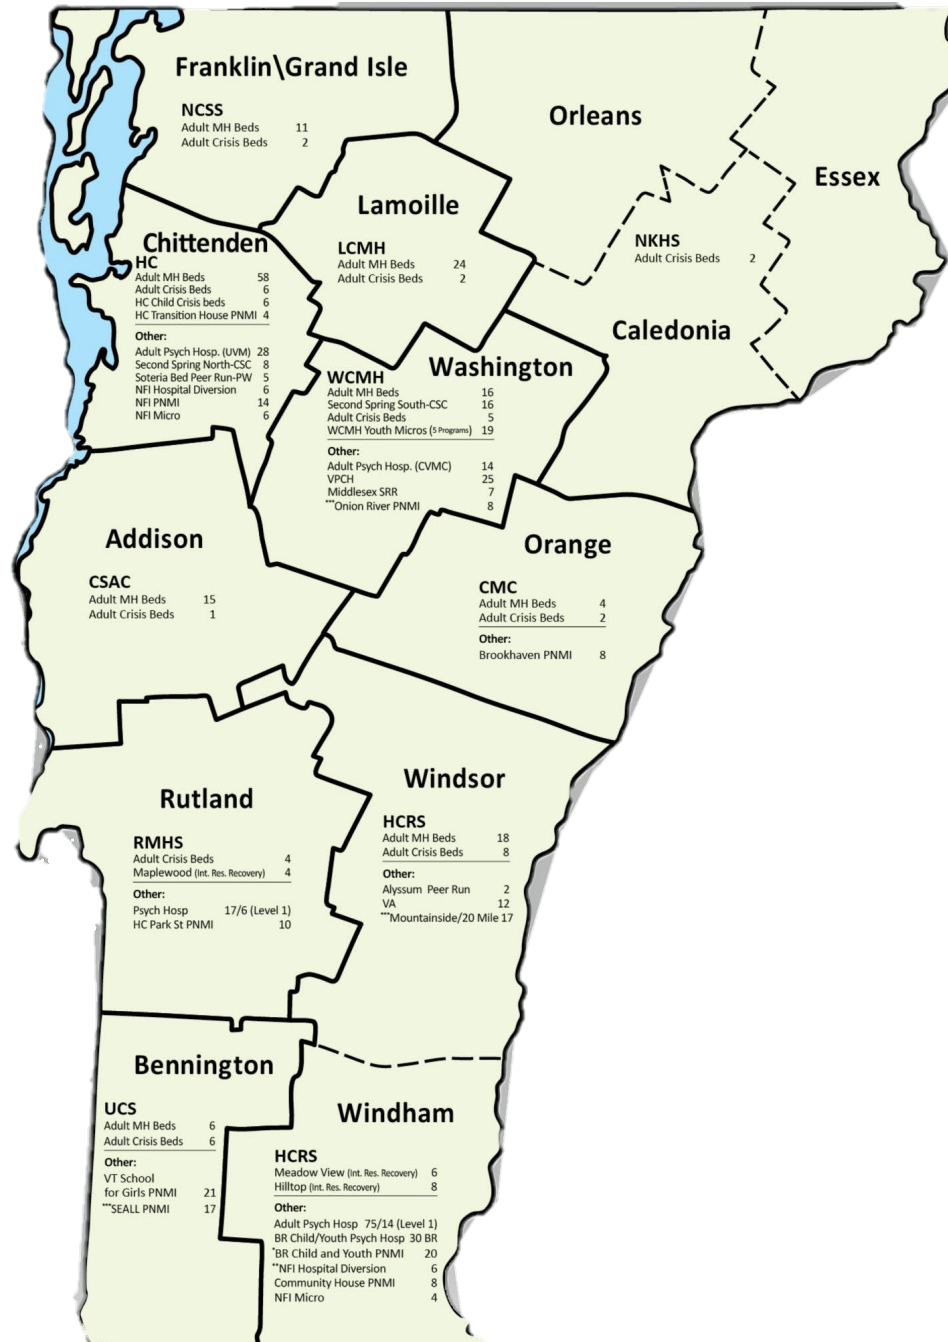 Franklin\Grand Isle
NCSS
Adult MH Beds 11
Adult Crisis Beds 2
Orleans
Essex
Lamoille
LCMH
Adult MH Beds 24
Adult Crisis Beds 2
NKHS
Adult Crisis Beds 2
Caledonia
Chittenden
HC
Adult MH Beds 58
Adult Crisis beds 6
HC Child Crisis beds 6
HC Transition House PNMI 4
Other:
Adult Psych Hosp. (UVM) 28
Second Spring North-CSC 8
Soteria Bed Peer Run-PW 5
NFI Hospital Diversion 6
NFI PNMI 14
NFI Micro 6
Washington
WCMH
Adult MH Beds 16
Second Spring South-CSC 16
Adult Crisis Beds 5
WCMH Youth Micros (5 Programs) 19
Other:
Adult Psych Hosp. (CVMC) 14
VPCH 25
Middlesex SRR 7
***Onion River PNMI 8
Addison
CSAC
Adult MH Beds 15
Adult Crisis Beds 1
Orange
CMC
Adult MH Beds 4
Adult Crisis Beds 2
Other:
Brookhaven PNMI 8
Rutland
RMHS
Adult Crisis Beds 4
Maplewood (Int. Res. Recovery) 4
Other:
Psych Hosp 17/6 (Level 1)
HC Park St PNMI 10
Windsor
HCRS
Adult MH Beds 18
Adult Crisis Beds 8
Other:
Alyssum Peer Run 2
VA 12
***Mountainside/20 Mile 17
Bennington
UCS
Adult MH Beds 6
Adult Crisis Beds 6
Other:
VT School
for Girls PNMI 21
***SEALL PNMI 17
Windham
HCRS
Meadow View (Int. Res. Recovery) 6
Hilltop (Int. Res. Recovery) 8
Other:
Adult Psych Hosp 75/14 (Level 1)
BR Child/Youth Psych Hosp 30 BR
*BR Child and Youth PNMI 20
**NFI Hospital Diversion 6
Community House PNMI 8
NFI Micro 4